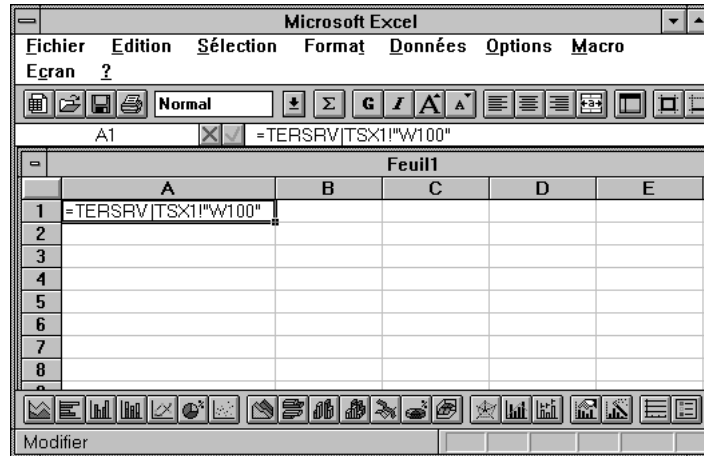 Microsoft Excel
Fichier Edition Sélection Format Données Options Macro
Ecran ?
Normal Σ G I A A
A1 =TERSRV|TSX1!"W100"
Feuil1
A B C D E
1 =TERSRV|TSX1!"W100"
2
3
4
5
6
7
8
Modifier